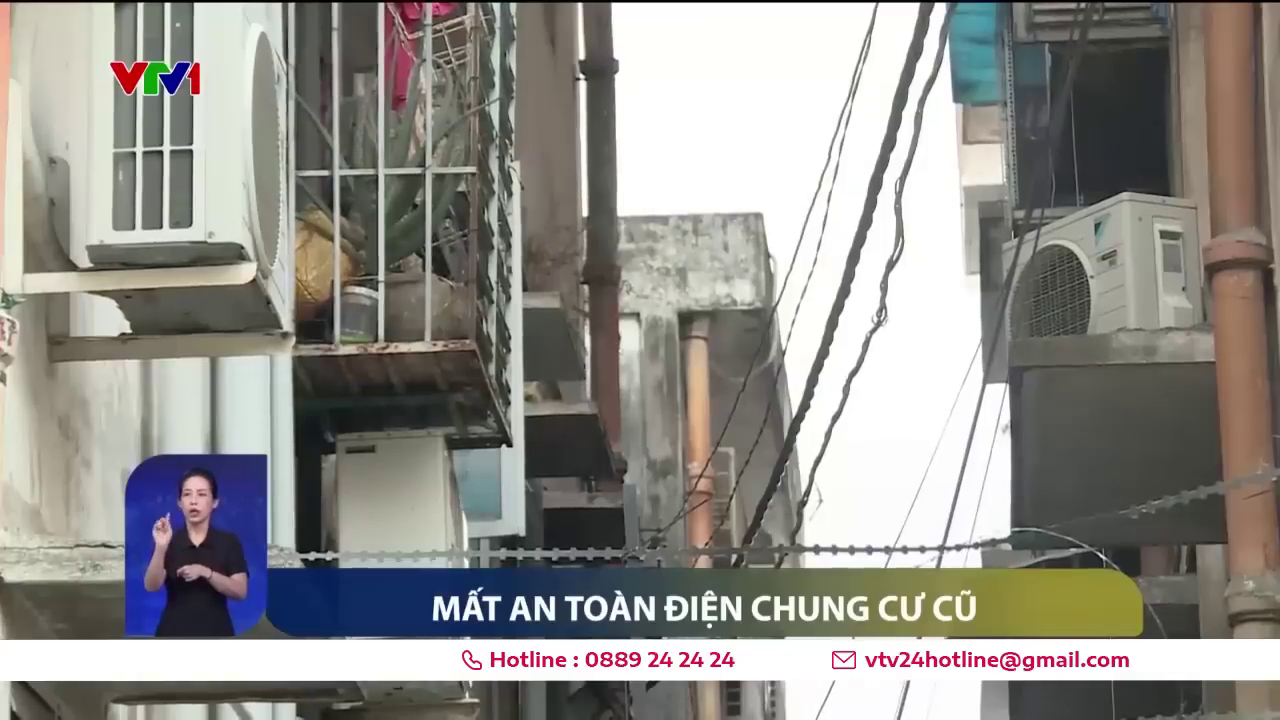 VTV1
MẤT AN TOÀN ĐIỆN CHUNG CƯ CŨ
Hotline : 0889 24 24 24
vtv24hotline@gmail.com